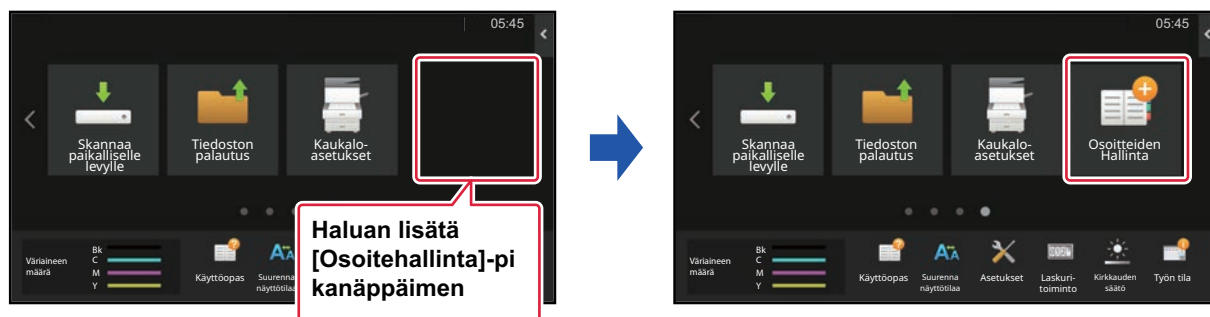 05:45
Skannaa
paikalliselle
levylle
Tiedoston
palautus
Kaukalo-
asetukset
Haluan lisätä
[Osoitehallinta]-pi
kanäppäimen
Väriaineen
määrä
Bk
C
M
Y
Käyttöopas
Suurenna
näyttötilaa
05:45
Skannaa
paikalliselle
levylle
Tiedoston
palautus
Kaukalo-
asetukset
Osoitteiden
Hallinta
Väriaineen
määrä
Bk
C
M
Y
Käyttöopas
Suurenna
näyttötilaa
Asetukset
Laskuri-
toiminto
Kirkkauden
säätö
Työn tila